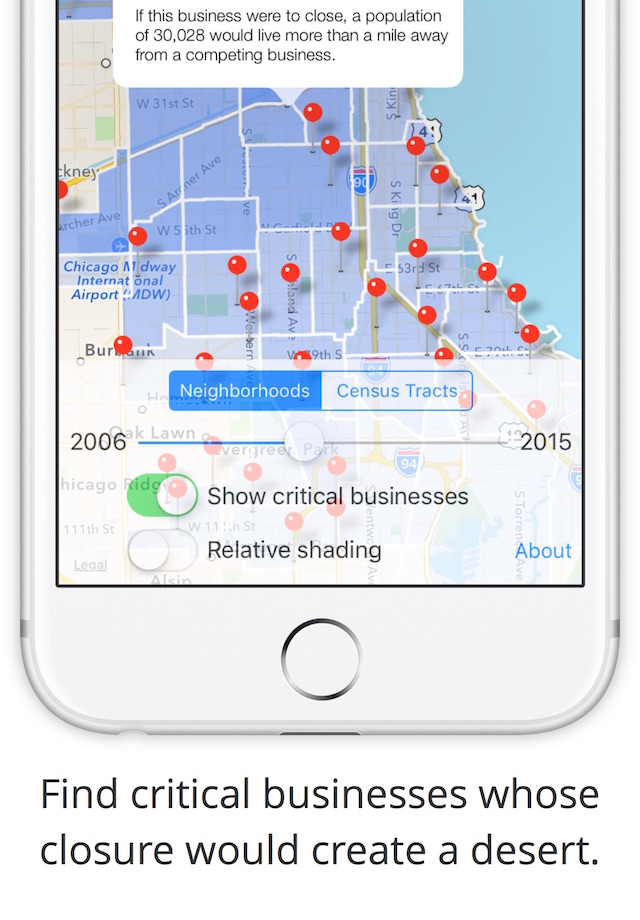 If this business were to close, a population
of 30,028 would live more than a mile away
from a competing business.
W 31st St
41
ckney
90
S Archer Ave
41
Archer Ave
W 55th St
W Garfield B
S King Dr
Chicago Midway
International
Airport (MDW)
E 63rd St
E 67th St
Western Ave
Burbank
W 79th S
E 79th St
94
Neighborhoods
Census Tracts
Oak Lawn
2006
Evergreen Park
2015
94
hicago Ridge
Show critical businesses
111th St
W 111th St
S Torrence Ave
Relative shading
About
Legal
Alsip
Find critical businesses whose
closure would create a desert.